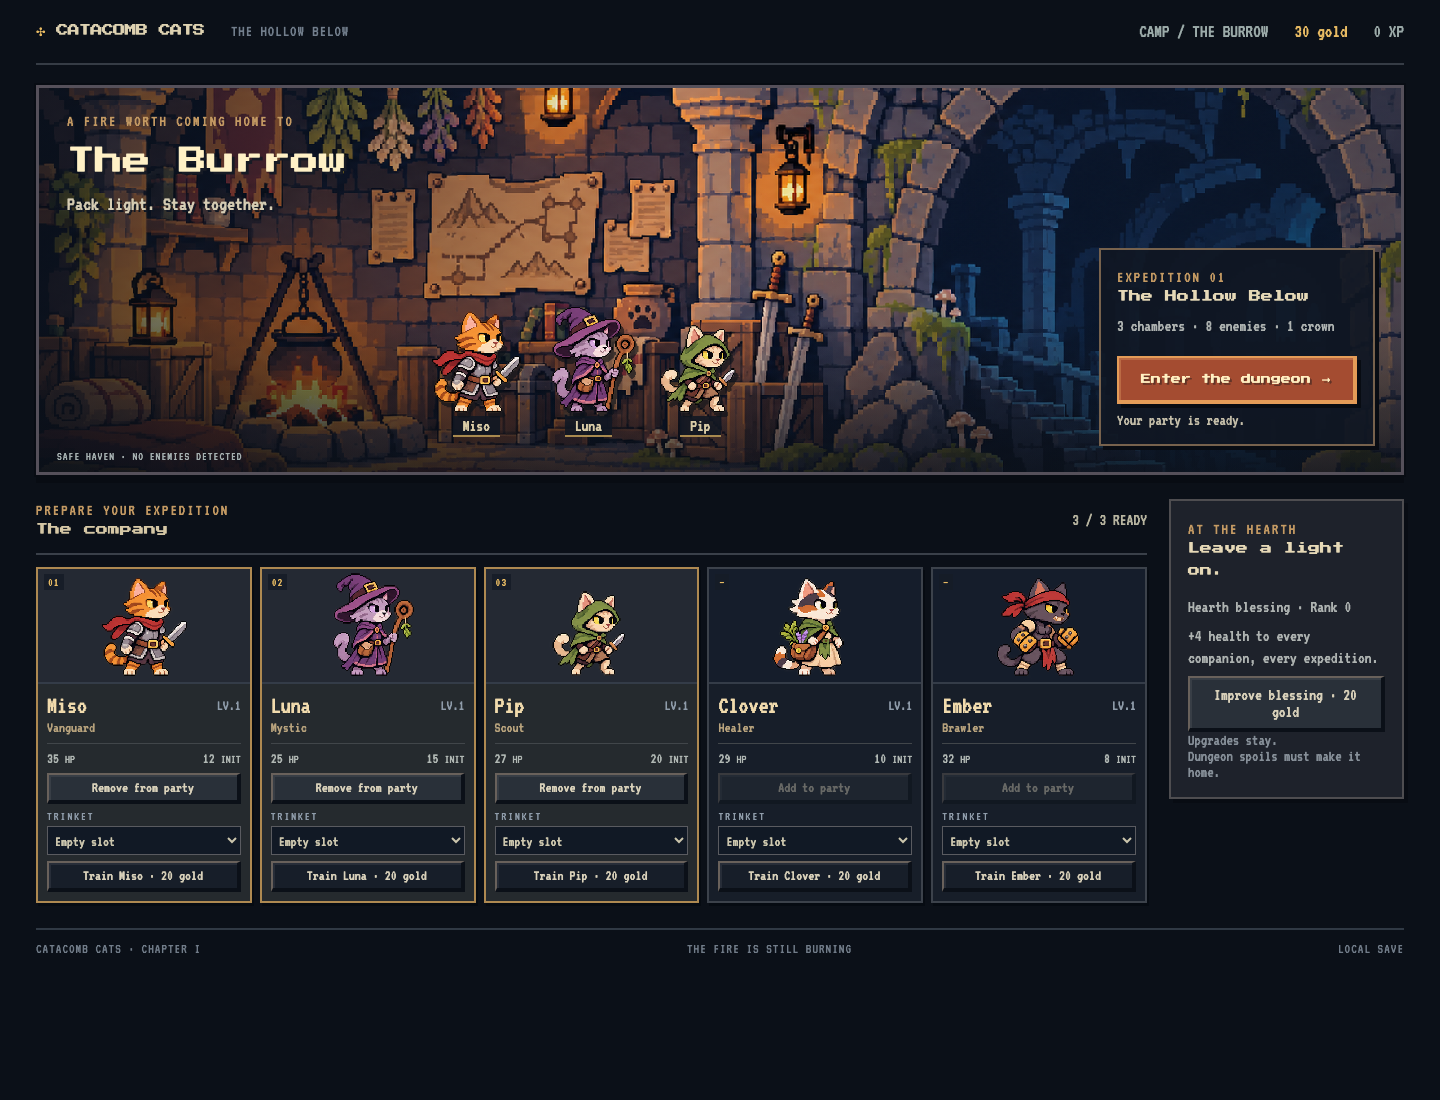 ✣ CATACOMB CATS THE HOLLOW BELOW CAMP / THE BURROW 30 gold 0 XP
A FIRE WORTH COMING HOME TO
The Burrow
Pack light. Stay together.
EXPEDITION 01
The Hollow Below
3 chambers · 8 enemies · 1 crown
Enter the dungeon →
Your party is ready.
Miso Luna Pip
SAFE HAVEN · NO ENEMIES DETECTED
PREPARE YOUR EXPEDITION
The company
3 / 3 READY
01
Miso LV.1
Vanguard
35 HP 12 INIT
Remove from party
TRINKET
Empty slot
Train Miso · 20 gold
02
Luna LV.1
Mystic
25 HP 15 INIT
Remove from party
TRINKET
Empty slot
Train Luna · 20 gold
03
Pip LV.1
Scout
27 HP 20 INIT
Remove from party
TRINKET
Empty slot
Train Pip · 20 gold
–
Clover LV.1
Healer
29 HP 10 INIT
Add to party
TRINKET
Empty slot
Train Clover · 20 gold
–
Ember LV.1
Brawler
32 HP 8 INIT
Add to party
TRINKET
Empty slot
Train Ember · 20 gold
AT THE HEARTH
Leave a light
on.
Hearth blessing · Rank 0
+4 health to every
companion, every expedition.
Improve blessing · 20
gold
Upgrades stay.
Dungeon spoils must make it
home.
CATACOMB CATS · CHAPTER I THE FIRE IS STILL BURNING LOCAL SAVE